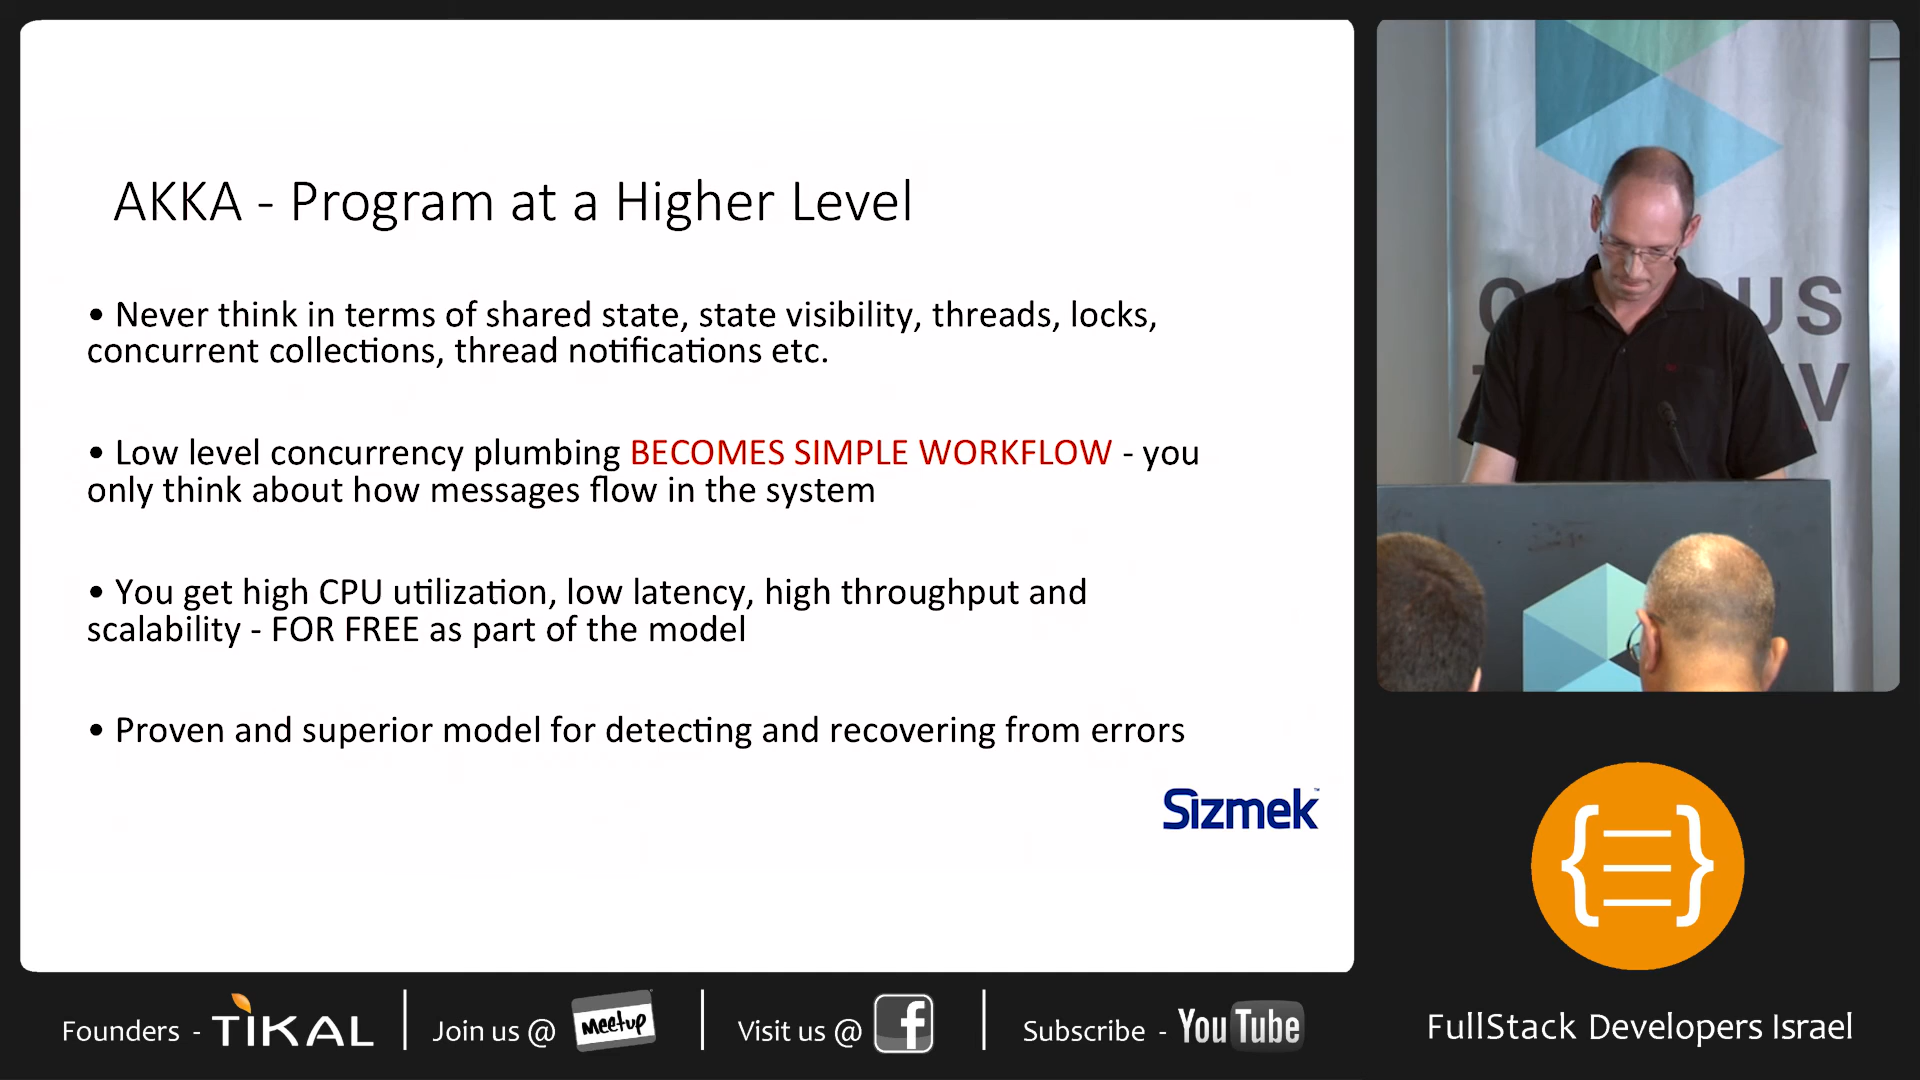 AKKA - Program at a Higher Level
• Never think in terms of shared state, state visibility, threads, locks,
concurrent collections, thread notifications etc.
• Low level concurrency plumbing BECOMES SIMPLE WORKFLOW - you
only think about how messages flow in the system
• You get high CPU utilization, low latency, high throughput and
scalability - FOR FREE as part of the model
• Proven and superior model for detecting and recovering from errors
Sizmek
Founders - TIKAL
Join us @ Meetup
Visit us @ f
Subscribe - YouTube
FullStack Developers Israel